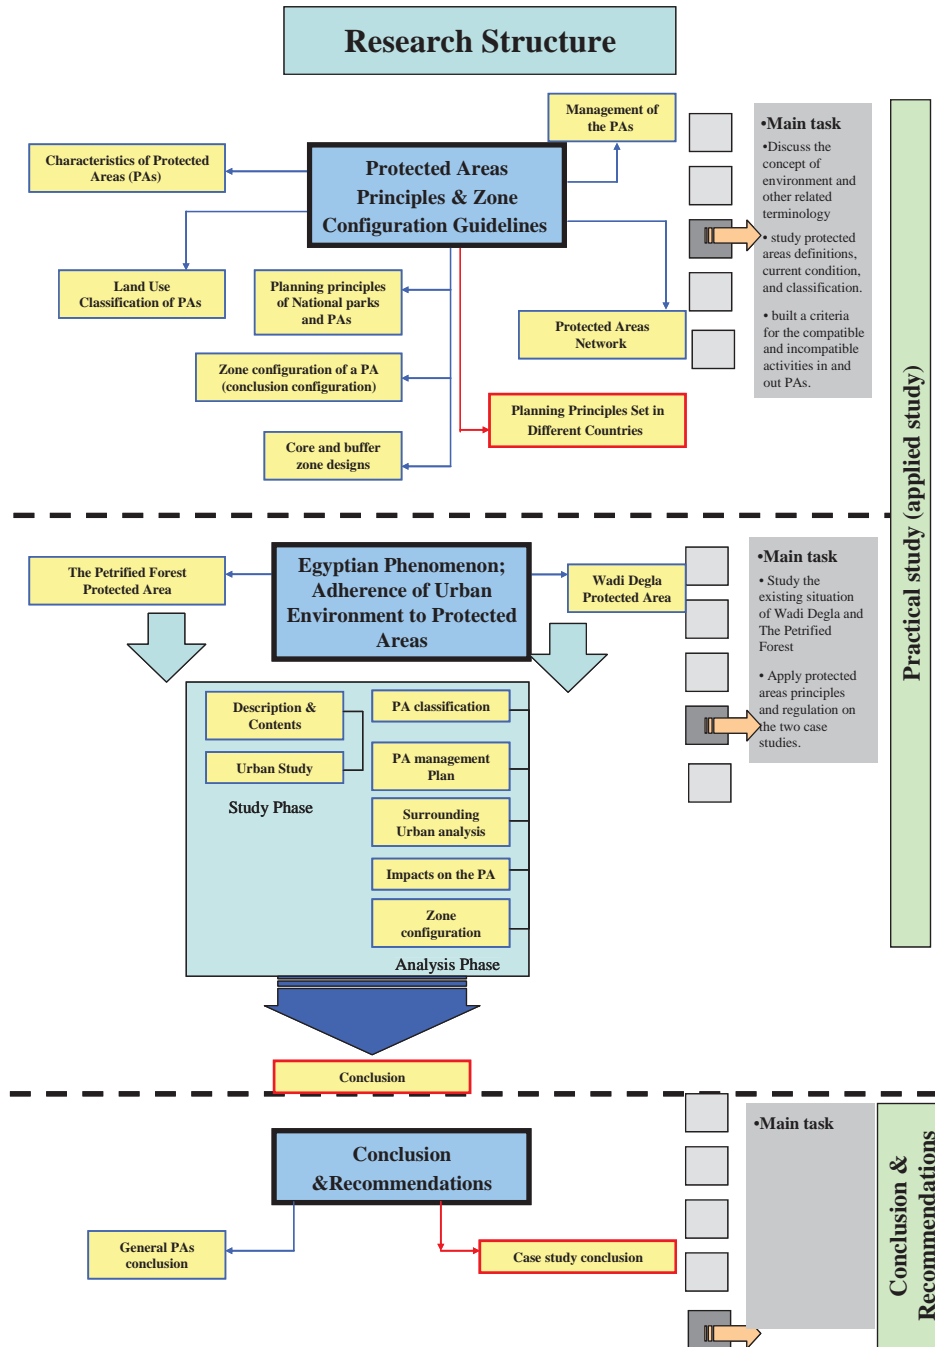 Research Structure
Management of
the PAs
Characteristics of Protected
Areas (PAs)
Protected Areas
Principles & Zone
Configuration Guidelines
Land Use
Classification of PAs
Planning principles
of National parks
and PAs
Protected Areas
Network
Zone configuration of a PA
(conclusion configuration)
Planning Principles Set in
Different Countries
Core and buffer
zone designs
•Main task
•Discuss the
concept of
environment and
other related
terminology
• study protected
areas definitions,
current condition,
and classification.
• built a criteria
for the compatible
and incompatible
activities in and
out PAs.
Practical study (applied study)
The Petrified Forest
Protected Area
Egyptian Phenomenon;
Adherence of Urban
Environment to Protected
Areas
Wadi Degla
Protected Area
•Main task
• Study the
existing situation
of Wadi Degla and
The Petrified
Forest
• Apply protected
areas principles
and regulation on
the two case
studies.
Description &
Contents
Urban Study
Study Phase
PA classification
PA management
Plan
Surrounding
Urban analysis
Impacts on the PA
Zone
configuration
Analysis Phase
Conclusion
Conclusion
&Recommendations
General PAs
conclusion
Case study conclusion
•Main task
Conclusion &
Recommendations